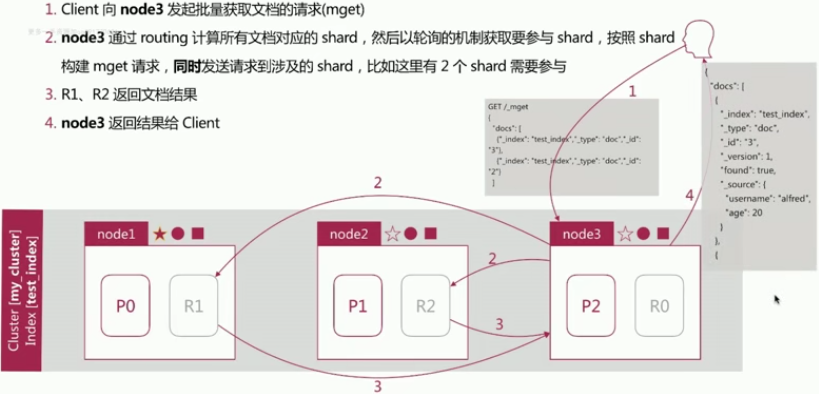 1. Client 向 node3 发起批量获取文档的请求(mget)
2. node3 通过 routing 计算所有文档对应的 shard，然后以轮询的机制获取要参与 shard，按照 shard
构建 mget 请求，同时发送请求到涉及的 shard，比如这里有 2 个 shard 需要参与
3. R1、R2 返回文档结果
4. node3 返回结果给 Client
1
GET /_mget
{
"docs": [
{"_index": "test_index","_type": "doc","_id":
"3"},
{"_index": "test_index","_type": "doc","_id":
"2"}
]
{
"docs": [
{
"_index": "test_index",
"_type": "doc",
"_id": "3",
"_version": 1,
"found": true,
"_source": {
"username": "alfred",
"age": 20
}
},
{
2
4
Cluster [my_cluster]
Index [test_index]
node1
node2
node3
2
P0
R1
P1
R2
P2
R0
3
3